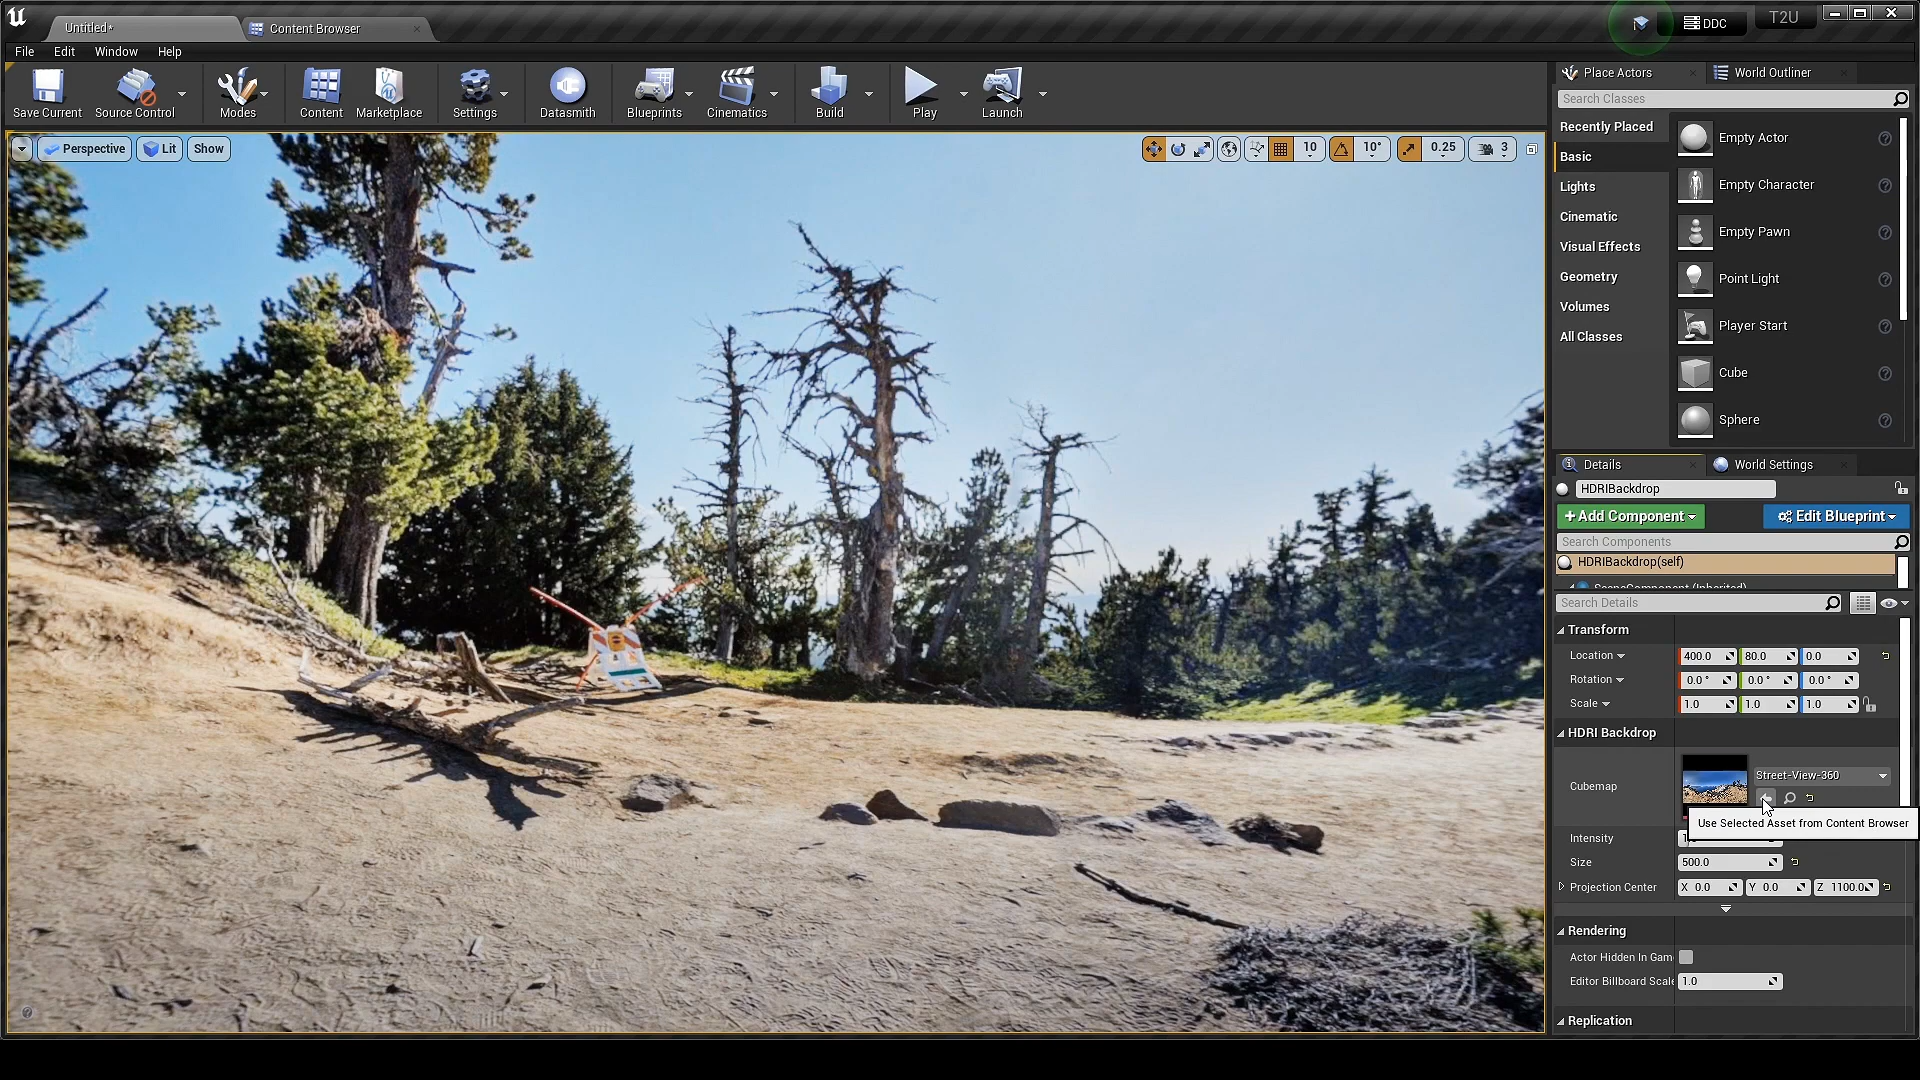 Untitled*
Content Browser
DDC
T2U
File Edit Window Help
Save Current
Source Control
Modes
Content
Marketplace
Settings
Datasmith
Blueprints
Cinematics
Build
Play
Launch
Perspective
Lit
Show
10
10°
0.25
3
Place Actors
World Outliner
Search Classes
Recently Placed
Basic
Lights
Cinematic
Visual Effects
Geometry
Volumes
All Classes
Empty Actor
Empty Character
Empty Pawn
Point Light
Player Start
Cube
Sphere
Details
World Settings
HDRIBackdrop
+Add Component
Edit Blueprint
Search Components
HDRIBackdrop(self)
SceneComponent (Inherited)
Search Details
Transform
Location 400.0 80.0 0.0
Rotation 0.0 ° 0.0 ° 0.0 °
Scale 1.0 1.0 1.0
HDRI Backdrop
Cubemap
Street-View-360
Use Selected Asset from Content Browser
Intensity
Size 500.0
Projection Center X 0.0 Y 0.0 Z 1100.0
Rendering
Actor Hidden In Gam
Editor Billboard Scale 1.0
Replication